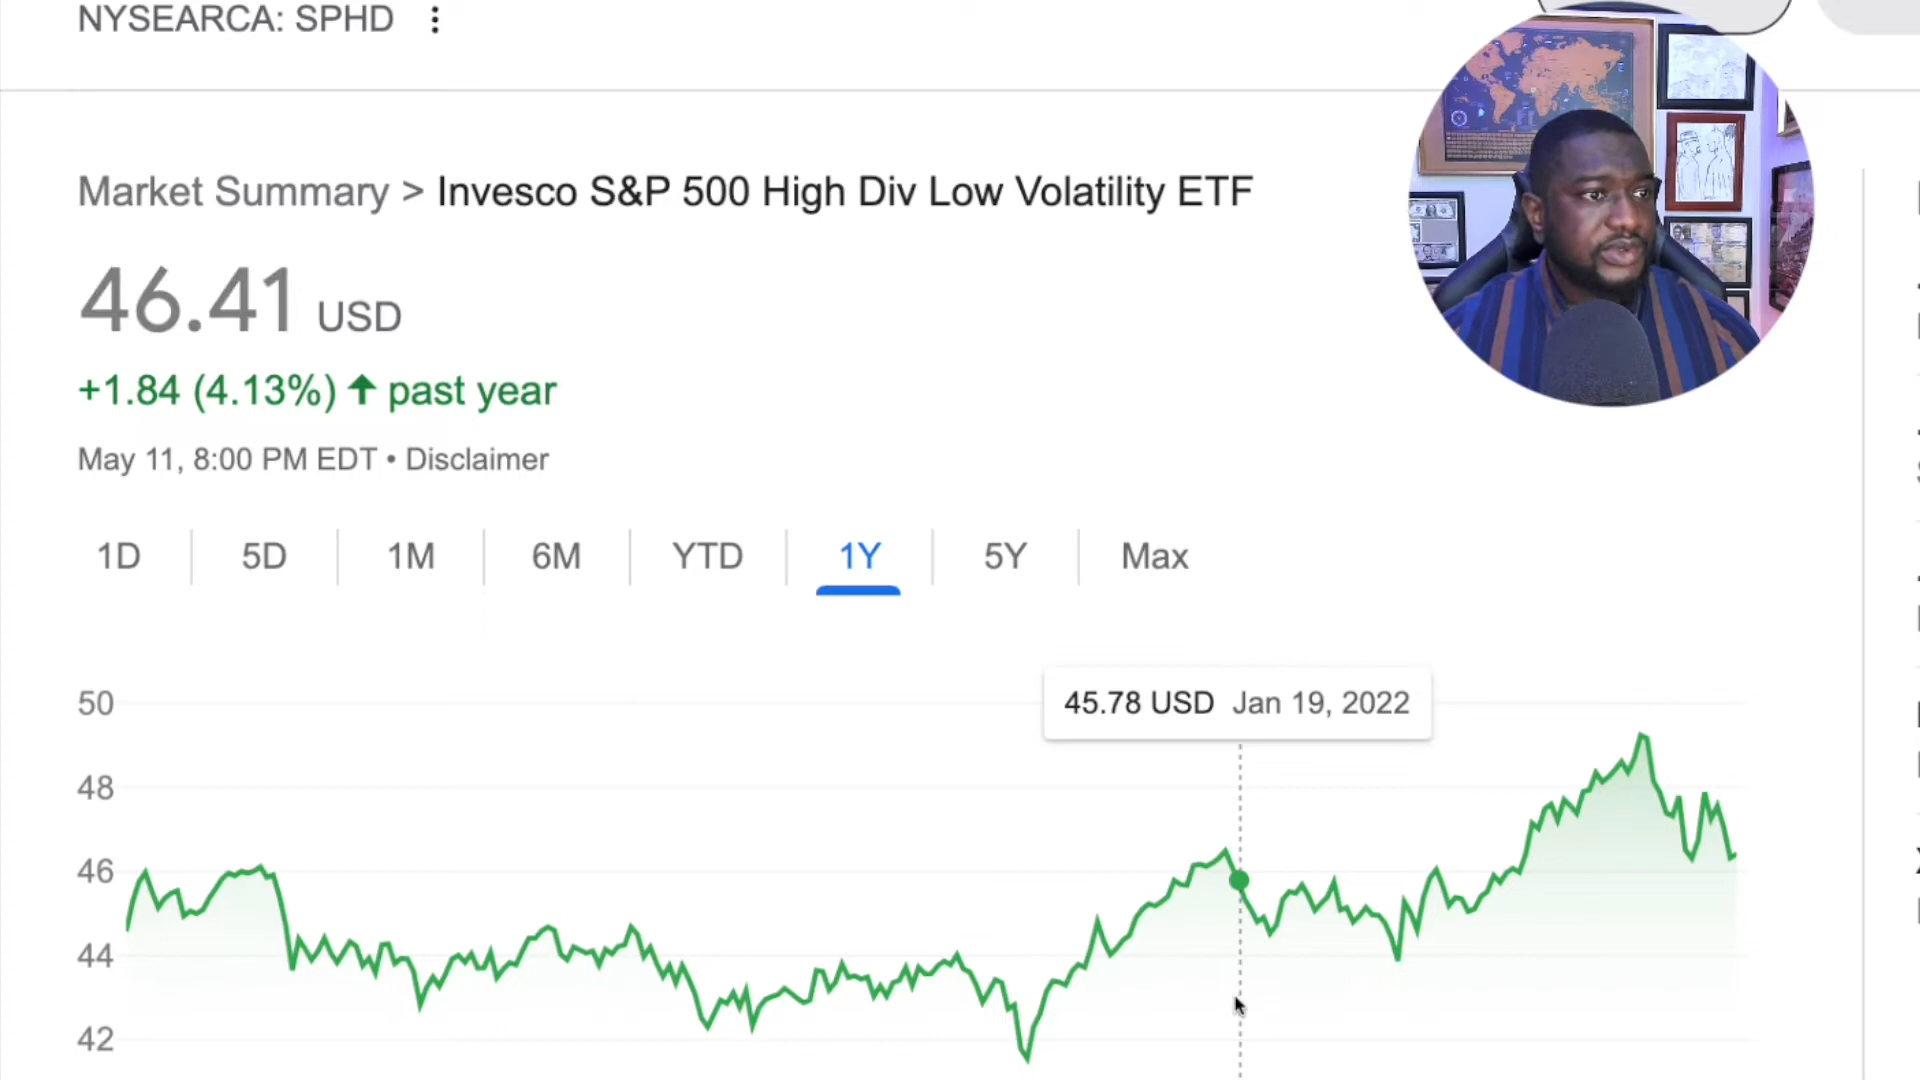 NYSEARCA: SPHD
Market Summary > Invesco S&P 500 High Div Low Volatility ETF
46.41 USD
+1.84 (4.13%) past year
May 11, 8:00 PM EDT • Disclaimer
1D 5D 1M 6M YTD 1Y 5Y Max
45.78 USD Jan 19, 2022
50
48
46
44
42